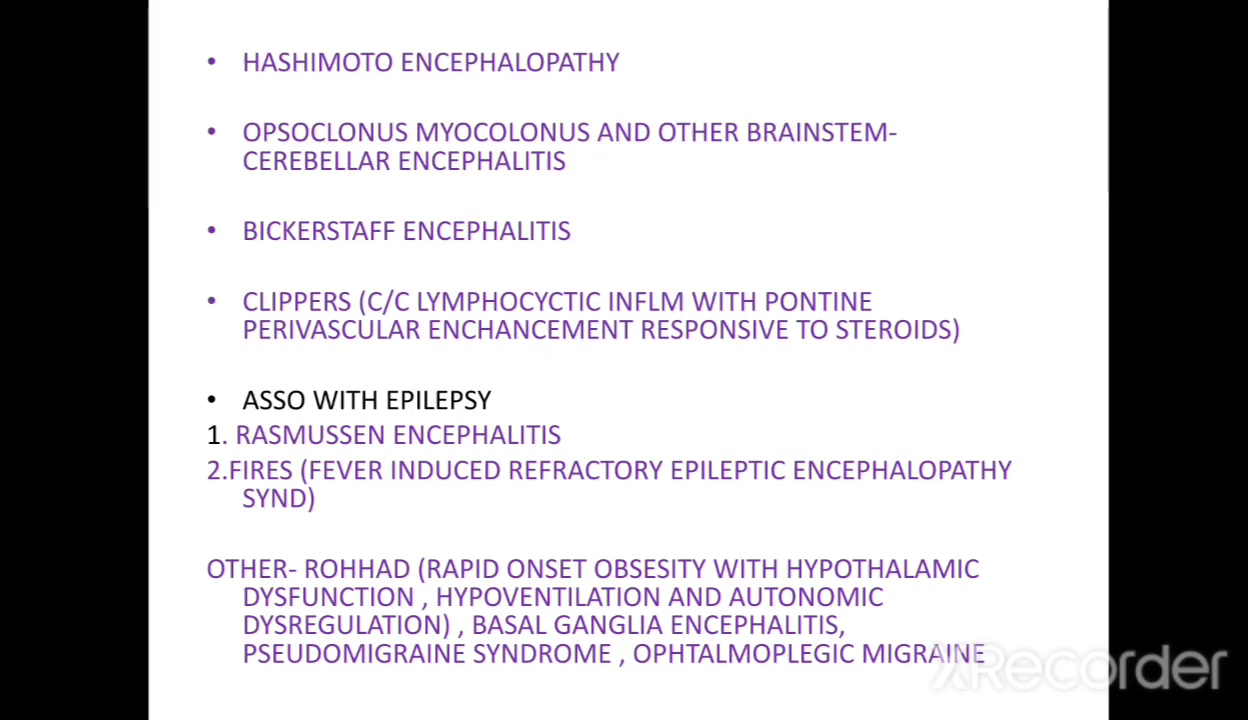 • HASHIMOTO ENCEPHALOPATHY
• OPSOCLONUS MYOCOLONUS AND OTHER BRAINSTEM-
CEREBELLAR ENCEPHALITIS
• BICKERSTAFF ENCEPHALITIS
• CLIPPERS (C/C LYMPHOCYCTIC INFLM WITH PONTINE
PERIVASCULAR ENCHANCEMENT RESPONSIVE TO STEROIDS)
• ASSO WITH EPILEPSY
1. RASMUSSEN ENCEPHALITIS
2.FIRES (FEVER INDUCED REFRACTORY EPILEPTIC ENCEPHALOPATHY
SYND)
OTHER- ROHHAD (RAPID ONSET OBSESITY WITH HYPOTHALAMIC
DYSFUNCTION , HYPOVENTILATION AND AUTONOMIC
DYSREGULATION) , BASAL GANGLIA ENCEPHALITIS,
PSEUDOMIGRAINE SYNDROME , OPHTALMOPLEGIC MIGRAINE
XRecorder